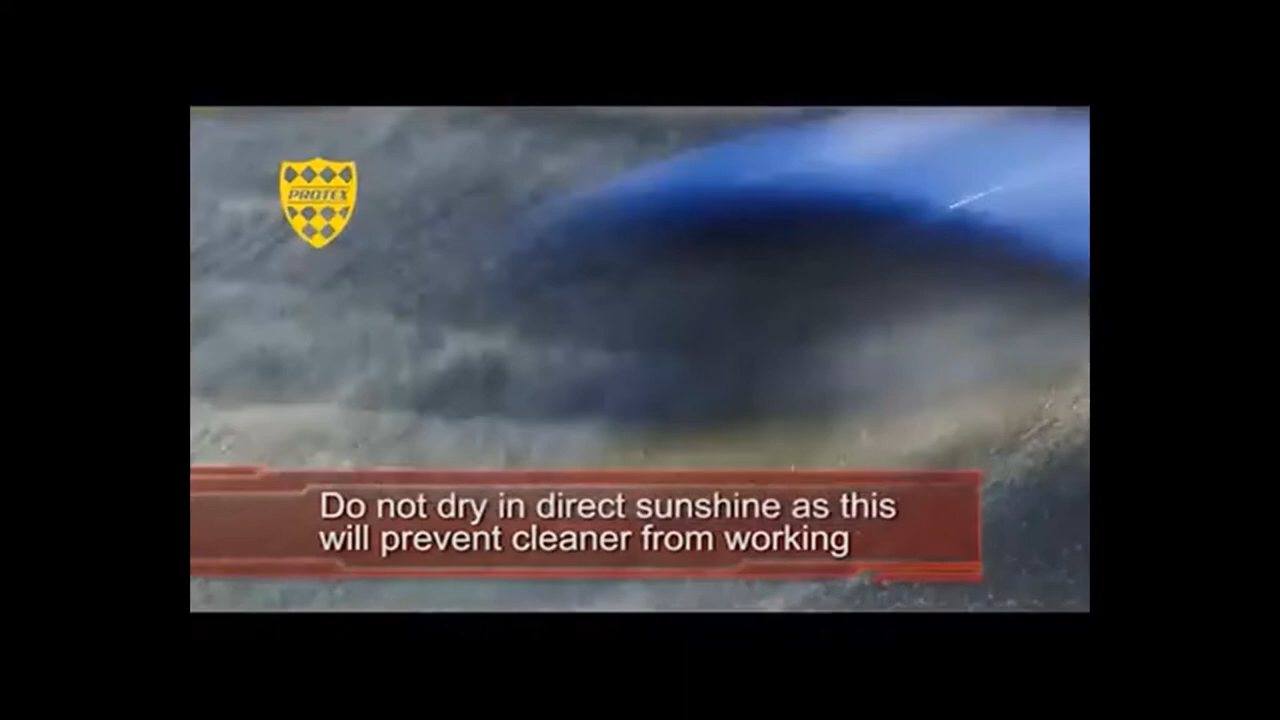 PROTEX
Do not dry in direct sunshine as this
will prevent cleaner from working